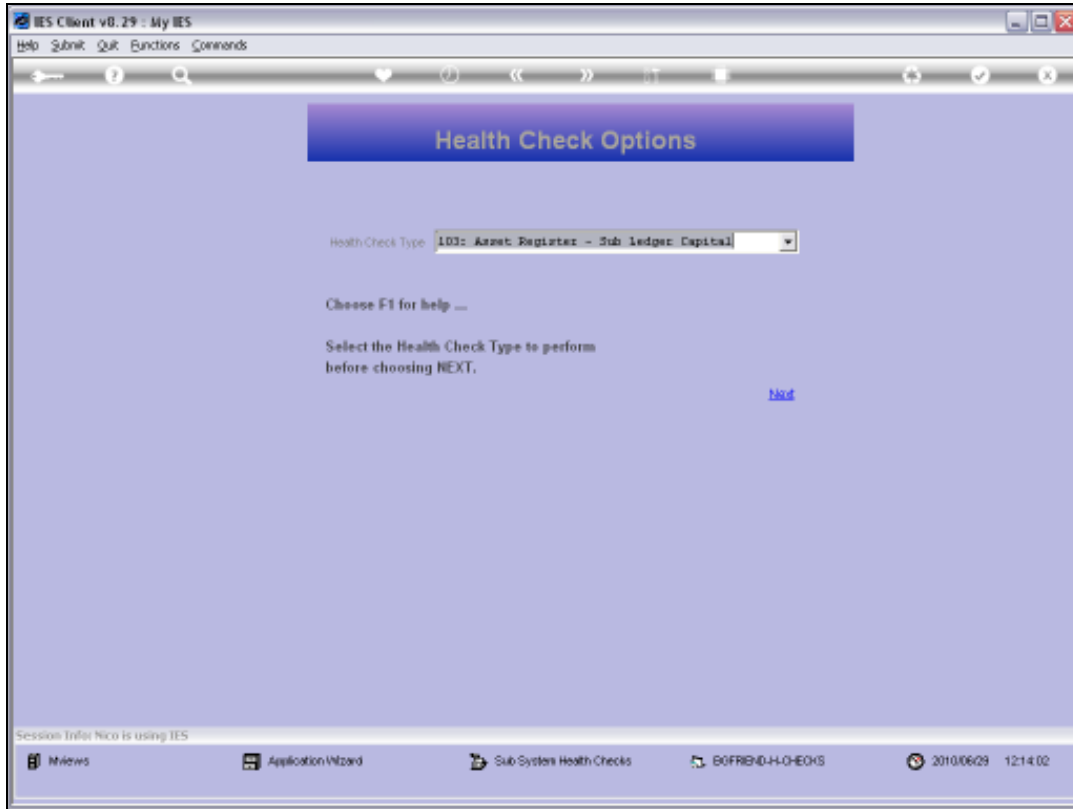 IES Client v8.29 : My IES
Help Submit Quit Functions Commands
Health Check Options
Health Check Type 103: Asset Register - Sub ledger Capital
Choose F1 for help ...
Select the Health Check Type to perform
before choosing NEXT.
Next
Session Info: Nico is using IES
Mviews Application Wizard Sub System Health Checks BGFRIEND-H-CHECKS 2010/06/29 12:14:02